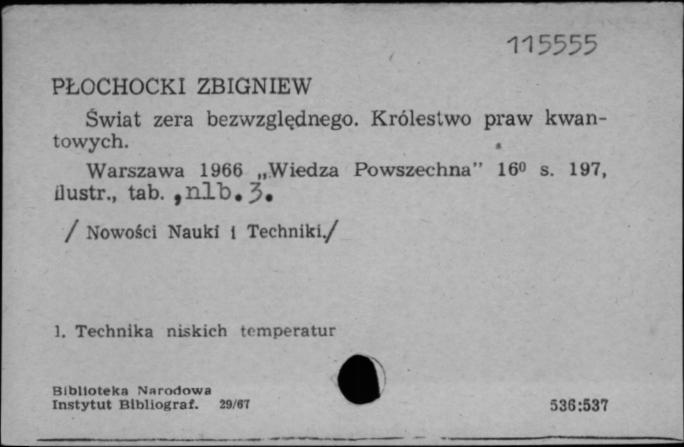 115555
PŁOCHOCKI ZBIGNIEW
Świat zera bezwzględnego. Królestwo praw kwan-
towych.
Warszawa 1966 „Wiedza Powszechna" 16⁰ s. 197,
ilustr., tab. , nlb. 3.
/ Nowości Nauki i Techniki./
1. Technika niskich temperatur
Biblioteka Narodowa
Instytut Bibliograf. 29/67
536:537